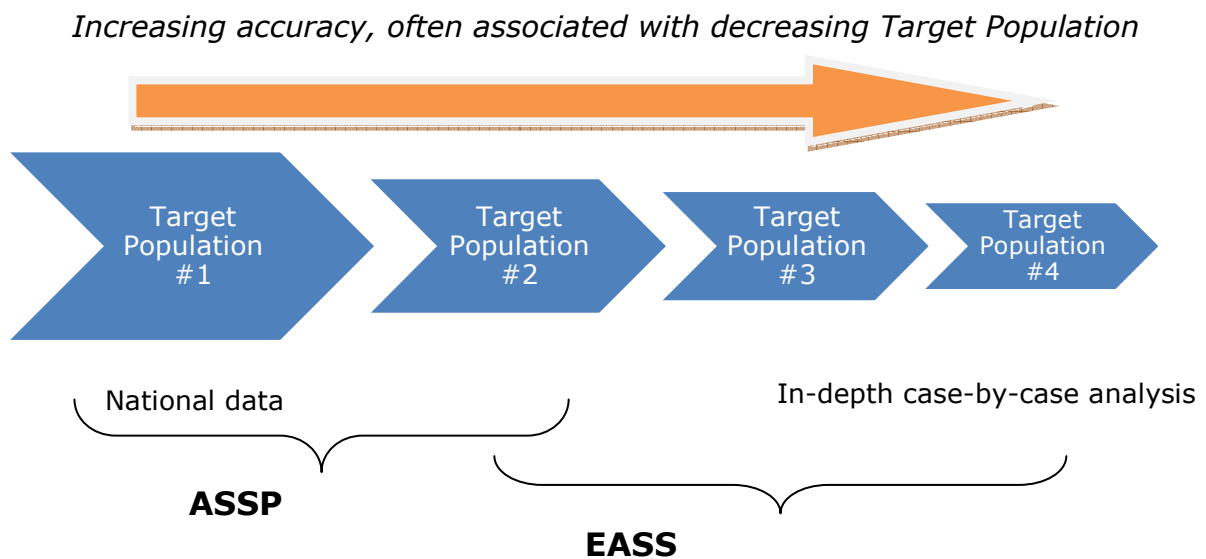 Increasing accuracy, often associated with decreasing Target Population
Target
Population
#1
Target
Population
#2
Target
Population
#3
Target
Population
#4
National data
In-depth case-by-case analysis
ASSP
EASS